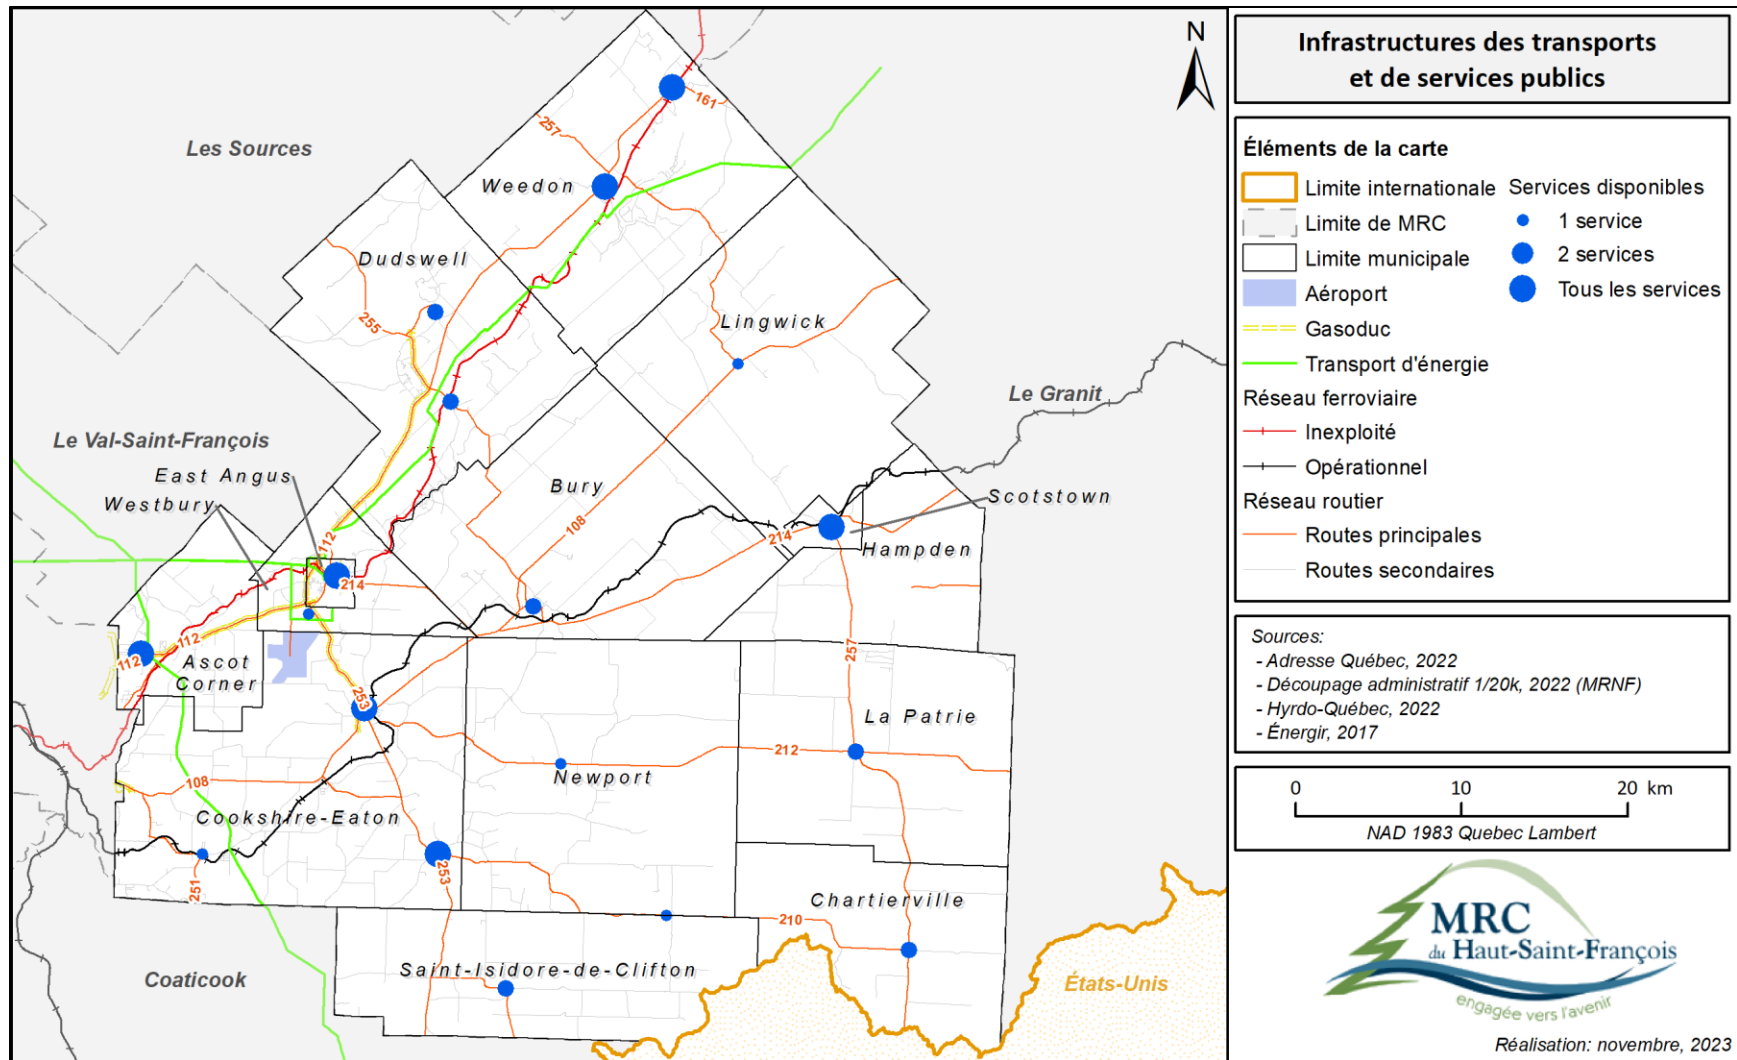 Infrastructures des transports
et de services publics
N
Éléments de la carte
Limite internationale
Limite de MRC
Limite municipale
Aéroport
Gasoduc
Transport d'énergie
Réseau ferroviaire
Inexploité
Opérationnel
Réseau routier
Routes principales
Routes secondaires
Services disponibles
1 service
2 services
Tous les services
Sources:
- Adresse Québec, 2022
- Découpage administratif 1/20k, 2022 (MRNF)
- Hyrdo-Québec, 2022
- Énergir, 2017
0 10 20 km
NAD 1983 Quebec Lambert
MRC
du Haut-Saint-François
engagée vers l'avenir
Réalisation: novembre, 2023
161
257
Les Sources
Weedon
Dudswell
255
Lingwick
Le Granit
Le Val-Saint-François
East Angus
Westbury
Bury
108
Scotstown
112
214
Hampden
214
112
112
Ascot
Corner
257
253
La Patrie
212
Newport
108
Cookshire-Eaton
253
251
Chartierville
210
Saint-Isidore-de-Clifton
Coaticook
États-Unis